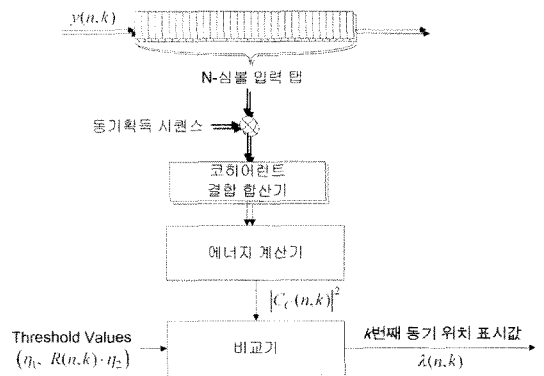 y(n,k)
N-심볼 입력 탭
동기획득 시퀀스
코히어런트
결합 합산기
에너지 계산기
|C_C(n,k)|²
Threshold Values
(η₁, R(n,k)·η₂)
비교기
k번째 동기 위치 표시값
λ(n,k)